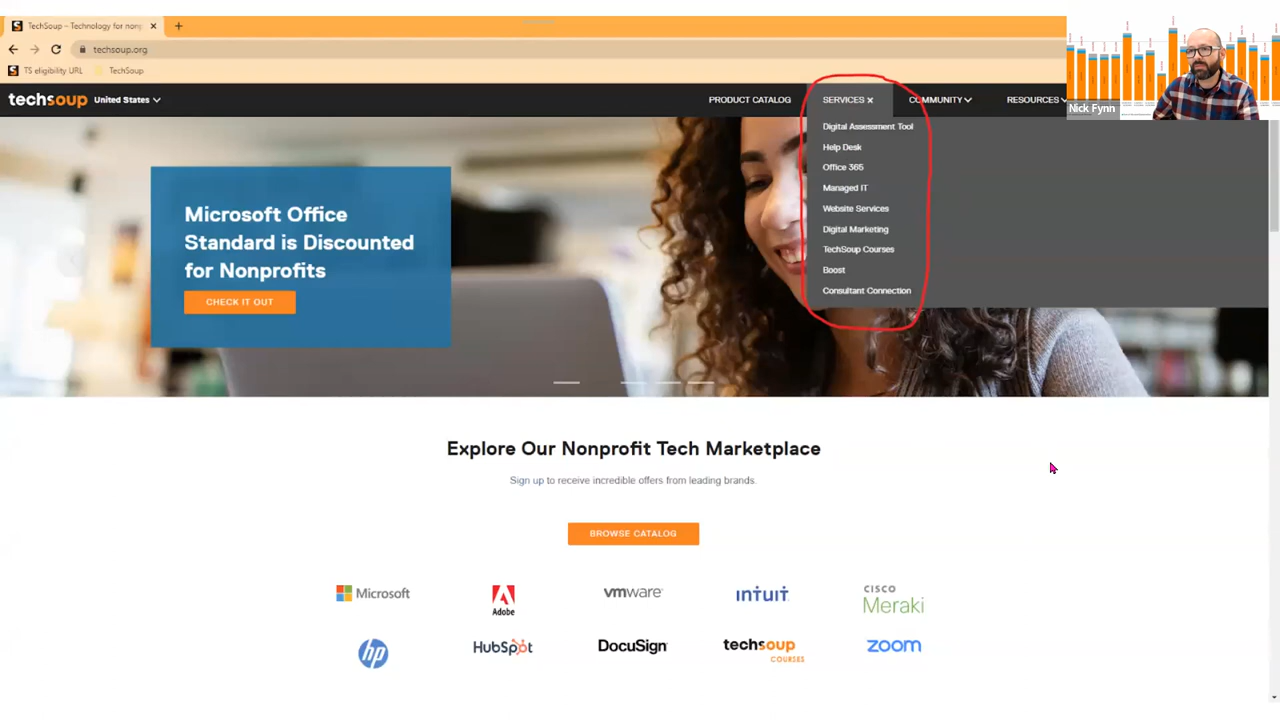 TechSoup – Technology for nonp
techsoup.org
TS eligibility URL
TechSoup
techsoup
United States
PRODUCT CATALOG
SERVICES
COMMUNITY
RESOURCES
Nick Fynn
Digital Assessment Tool
Help Desk
Office 365
Managed IT
Website Services
Digital Marketing
TechSoup Courses
Boost
Consultant Connection
Microsoft Office
Standard is Discounted
for Nonprofits
CHECK IT OUT
Explore Our Nonprofit Tech Marketplace
Sign up to receive incredible offers from leading brands.
BROWSE CATALOG
Microsoft
Adobe
vmware
intuit
CISCO
Meraki
hp
HubSpot
DocuSign
techsoup
COURSES
zoom